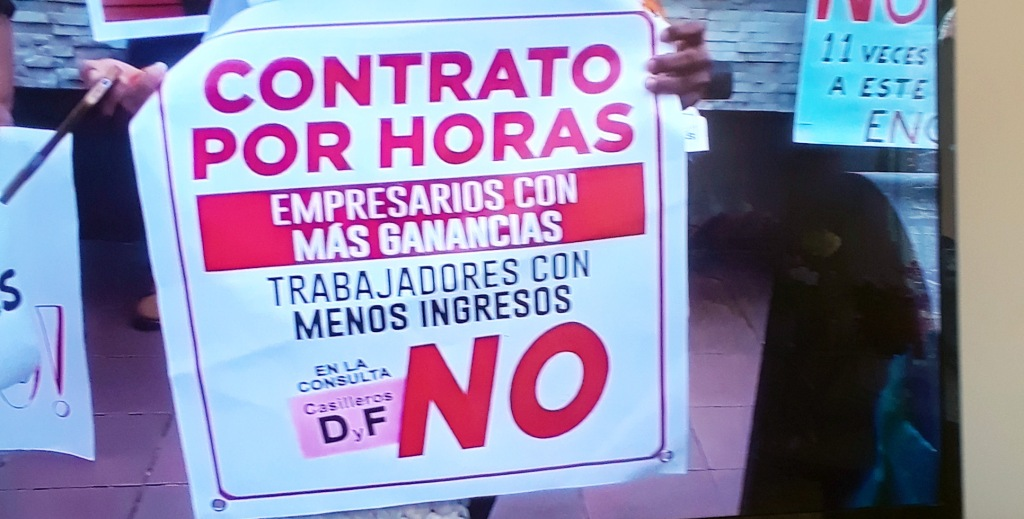 CONTRATO
POR HORAS
EMPRESARIOS CON
MÁS GANANCIAS
TRABAJADORES CON
MENOS INGRESOS
EN LA
CONSULTA
Casilleros
D y F
NO
NO
11 VECES
A ESTE